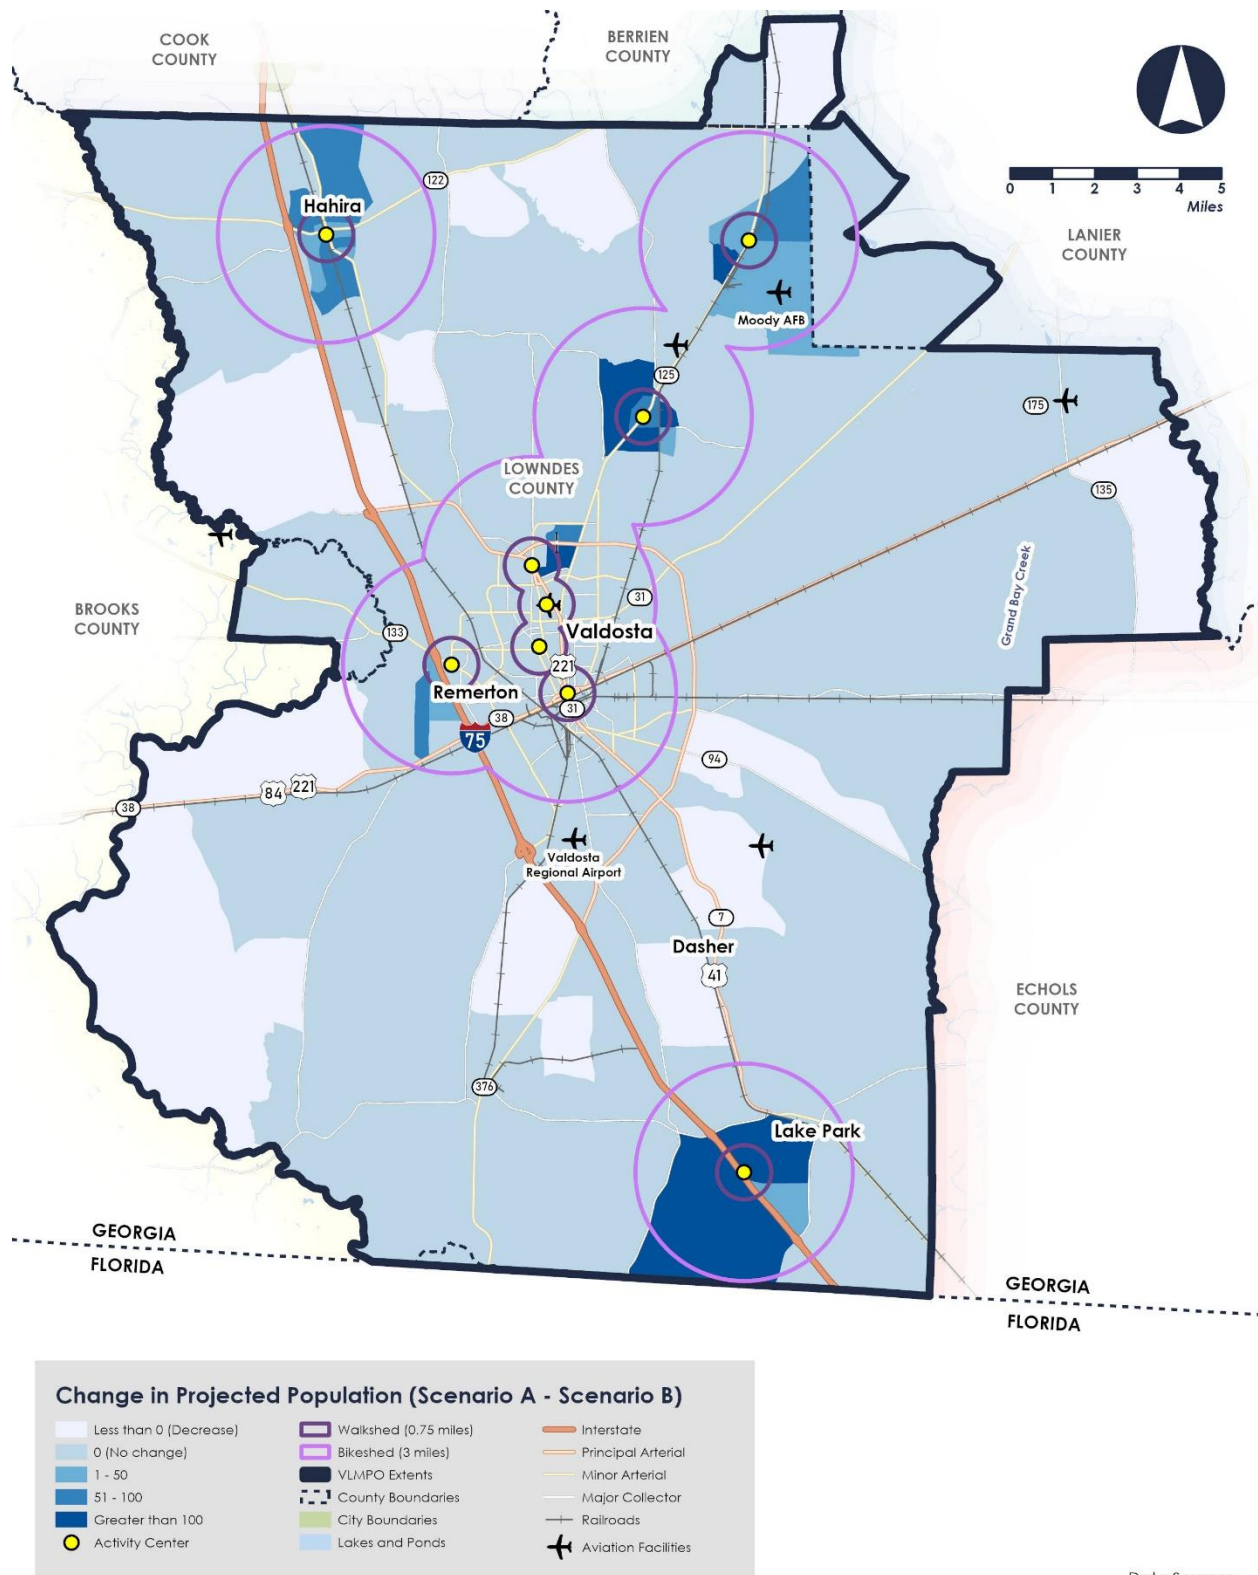 COOK
COUNTY
BERRIEN
COUNTY
0 1 2 3 4 5
Miles
122
Hahira
LANIER
COUNTY
Moody AFB
125
175
LOWNDES
COUNTY
135
Grand Bay Creek
BROOKS
COUNTY
133
31
Valdosta
221
Remerton
38
31
75
94
84
221
38
Valdosta
Regional Airport
7
Dasher
41
ECHOLS
COUNTY
376
Lake Park
GEORGIA
FLORIDA
GEORGIA
FLORIDA
Change in Projected Population (Scenario A - Scenario B)
Less than 0 (Decrease)
0 (No change)
1 - 50
51 - 100
Greater than 100
Activity Center
Walkshed (0.75 miles)
Bikeshed (3 miles)
VLMPO Extents
County Boundaries
City Boundaries
Lakes and Ponds
Interstate
Principal Arterial
Minor Arterial
Major Collector
Railroads
Aviation Facilities